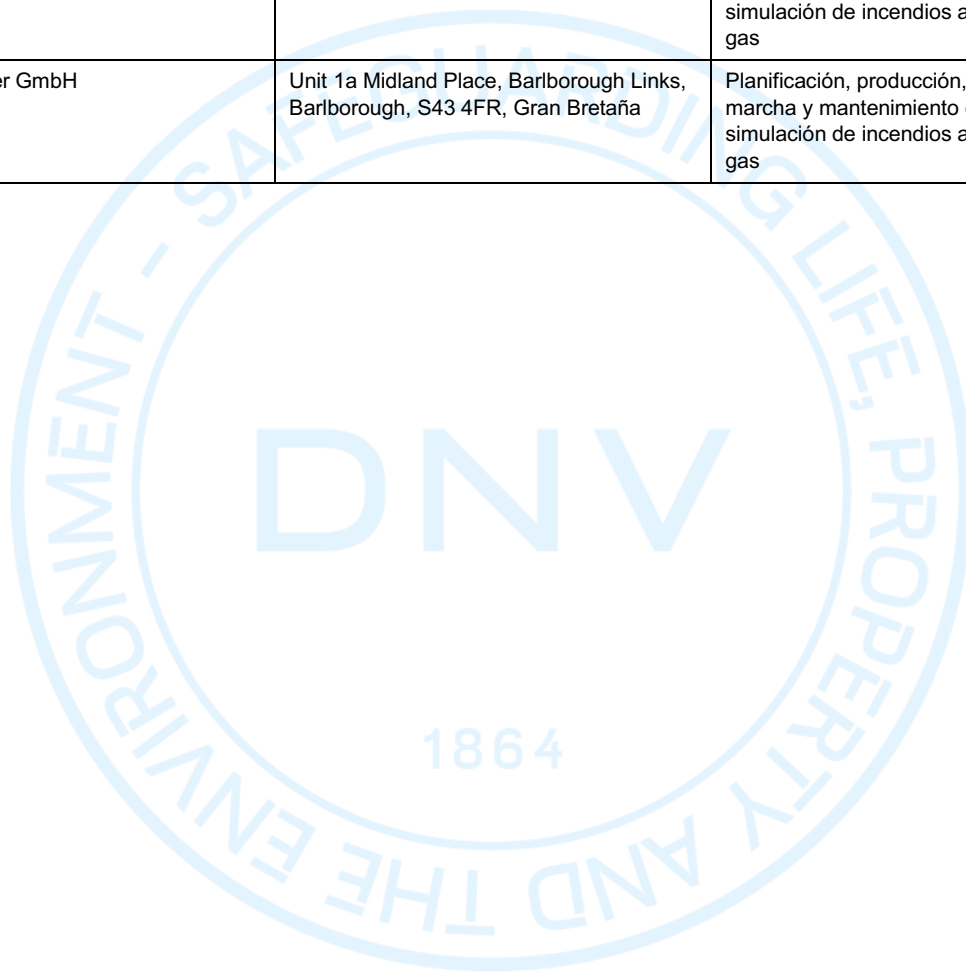 simulación de incendios a
gas
er GmbH
Unit 1a Midland Place, Barlborough Links,
Barlborough, S43 4FR, Gran Bretaña
Planificación, producción,
marcha y mantenimiento
simulación de incendios a
gas
SAFEGUARDING LIFE, PROPERTY AND THE ENVIRONMENT -
DNV
1864